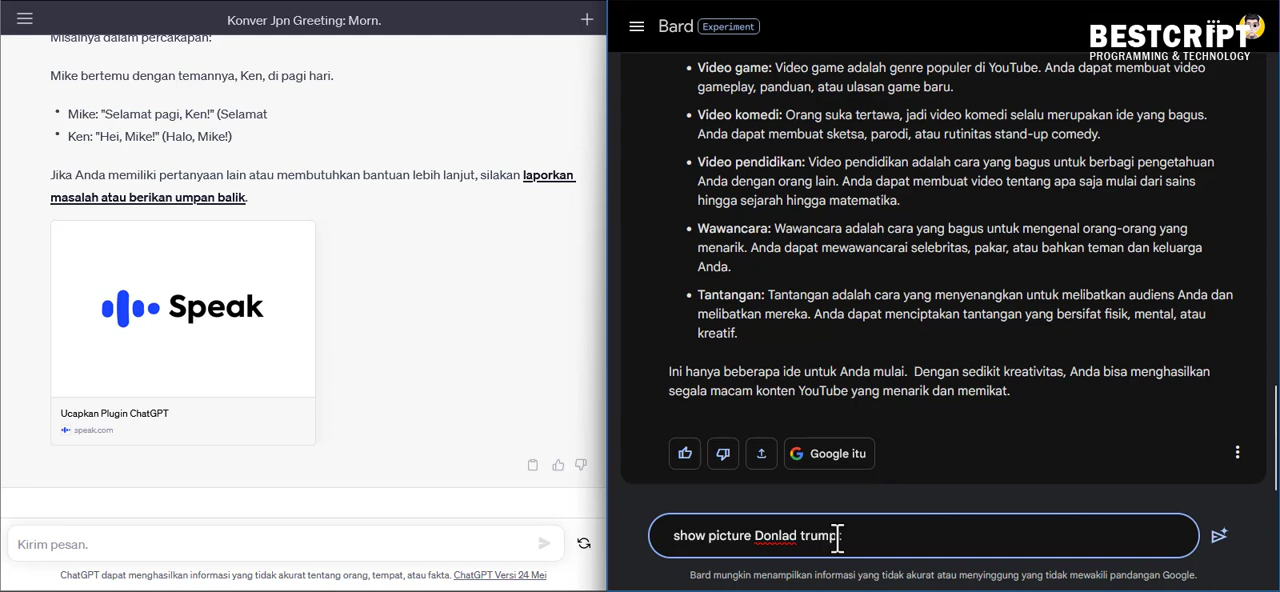 Konver Jpn Greeting: Morn.
Misalnya dalam percakapan:
Mike bertemu dengan temannya, Ken, di pagi hari.
• Mike: "Selamat pagi, Ken!" (Selamat
• Ken: "Hei, Mike!" (Halo, Mike!)
Jika Anda memiliki pertanyaan lain atau membutuhkan bantuan lebih lanjut, silakan laporkan
masalah atau berikan umpan balik.
Speak
Ucapkan Plugin ChatGPT
speak.com
Kirim pesan.
ChatGPT dapat menghasilkan informasi yang tidak akurat tentang orang, tempat, atau fakta. ChatGPT Versi 24 Mei
Bard Experiment
BESTCRIPT
PROGRAMMING & TECHNOLOGY
• Video game: Video game adalah genre populer di YouTube. Anda dapat membuat video
gameplay, panduan, atau ulasan game baru.
• Video komedi: Orang suka tertawa, jadi video komedi selalu merupakan ide yang bagus.
Anda dapat membuat sketsa, parodi, atau rutinitas stand-up comedy.
• Video pendidikan: Video pendidikan adalah cara yang bagus untuk berbagi pengetahuan
Anda dengan orang lain. Anda dapat membuat video tentang apa saja mulai dari sains
hingga sejarah hingga matematika.
• Wawancara: Wawancara adalah cara yang bagus untuk mengenal orang-orang yang
menarik. Anda dapat mewawancarai selebritas, pakar, atau bahkan teman dan keluarga
Anda.
• Tantangan: Tantangan adalah cara yang menyenangkan untuk melibatkan audiens Anda dan
melibatkan mereka. Anda dapat menciptakan tantangan yang bersifat fisik, mental, atau
kreatif.
Ini hanya beberapa ide untuk Anda mulai. Dengan sedikit kreativitas, Anda bisa menghasilkan
segala macam konten YouTube yang menarik dan memikat.
Google itu
show picture Donlad trump
Bard mungkin menampilkan informasi yang tidak akurat atau menyinggung yang tidak mewakili pandangan Google.